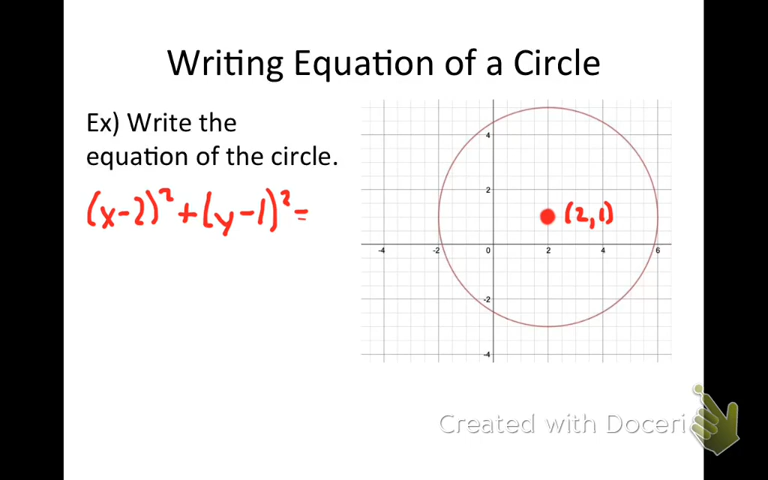 Writing Equation of a Circle
Ex) Write the
equation of the circle.
(x-2)² + (y-1)² =
4
2
(2,1)
-4 -2 0 2 4 6
-2
-4
Created with Doceri